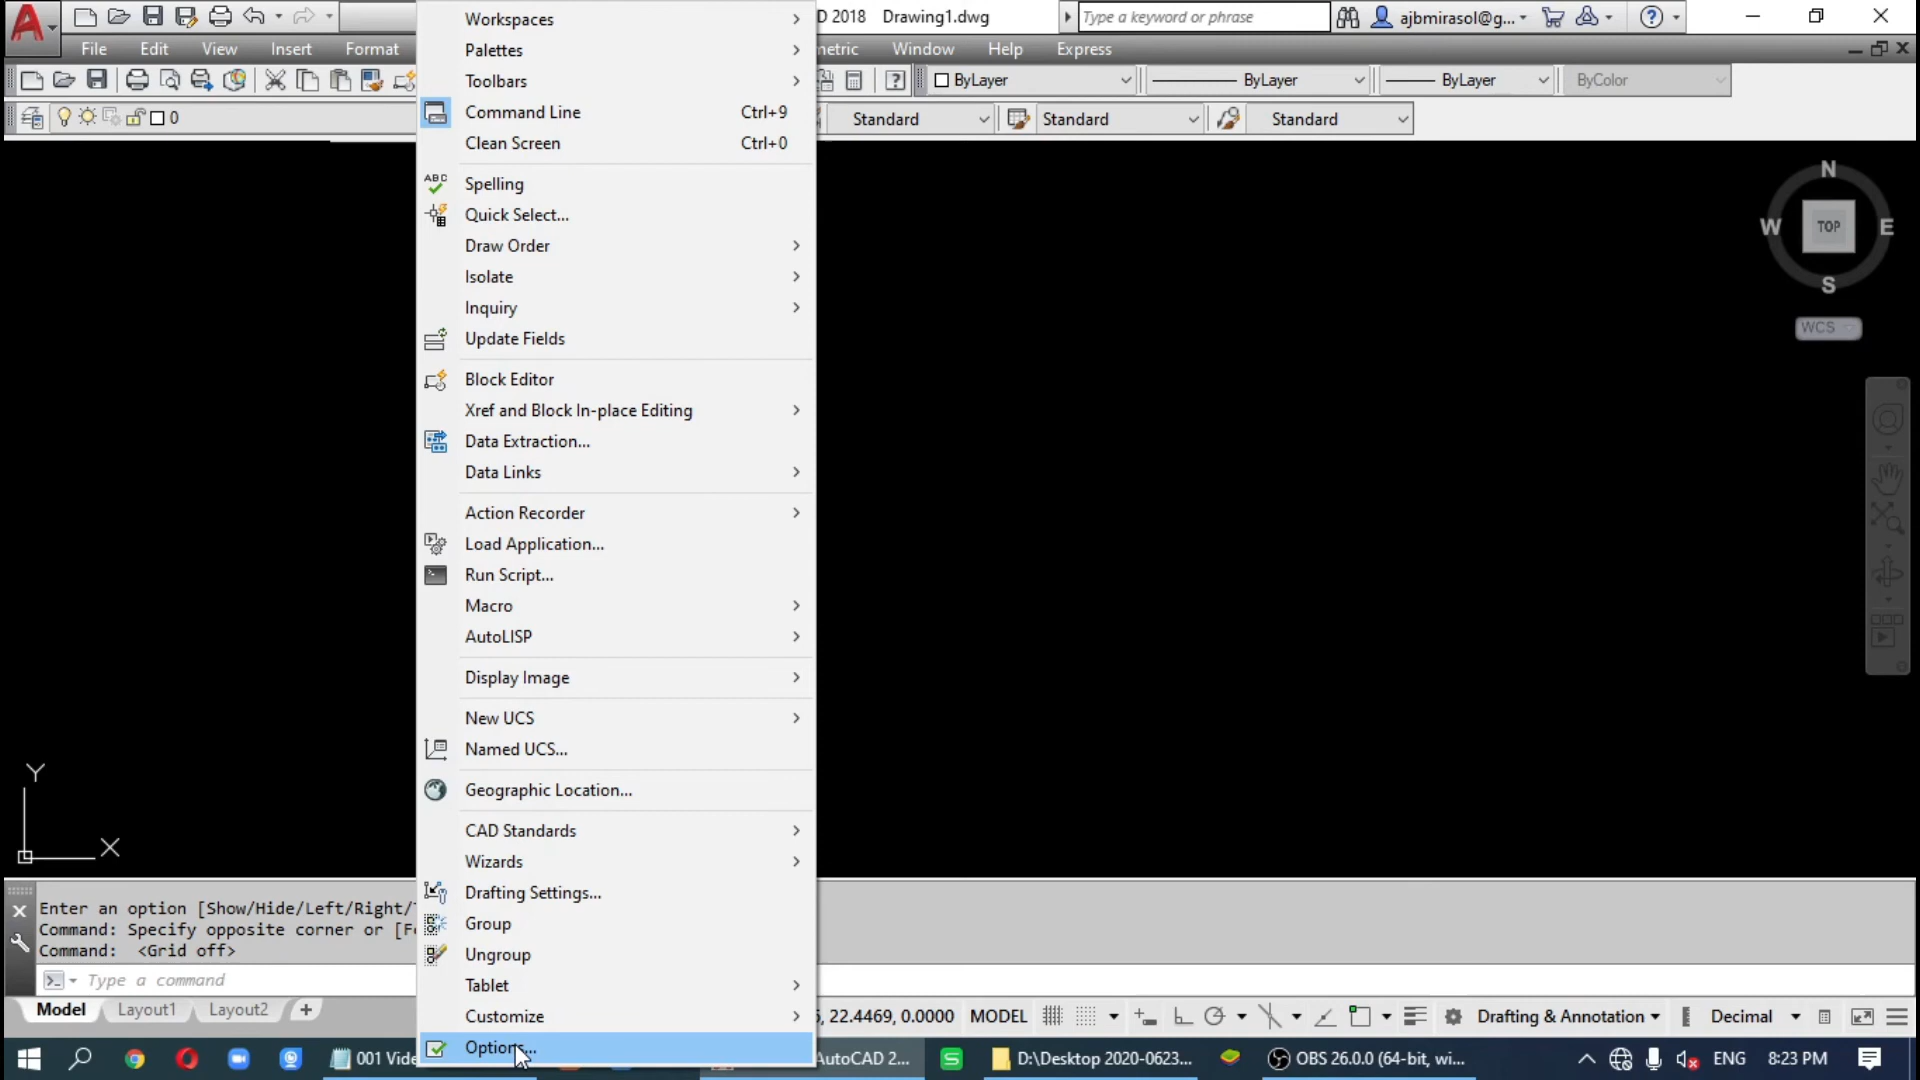 D 2018 Drawing1.dwg
Type a keyword or phrase
ajbmirasol@g...
File Edit View Insert Format
metric Window Help Express
ByLayer ByLayer ByLayer ByColor
0
Standard Standard Standard
Workspaces
Palettes
Toolbars
Command Line Ctrl+9
Clean Screen Ctrl+0
ABC
Spelling
Quick Select...
Draw Order
Isolate
Inquiry
Update Fields
Block Editor
Xref and Block In-place Editing
Data Extraction...
Data Links
Action Recorder
Load Application...
Run Script...
Macro
AutoLISP
Display Image
New UCS
Named UCS...
Geographic Location...
CAD Standards
Wizards
Drafting Settings...
Group
Ungroup
Tablet
Customize
Options...
N
W TOP E
S
WCS
Y
X
Enter an option [Show/Hide/Left/Right/
Command: Specify opposite corner or [F
Command: <Grid off>
Type a command
Model Layout1 Layout2 +
, 22.4469, 0.0000 MODEL
Drafting & Annotation Decimal
001 Vide
AutoCAD 2...
D:\Desktop 2020-0623...
OBS 26.0.0 (64-bit, wi...
ENG 8:23 PM